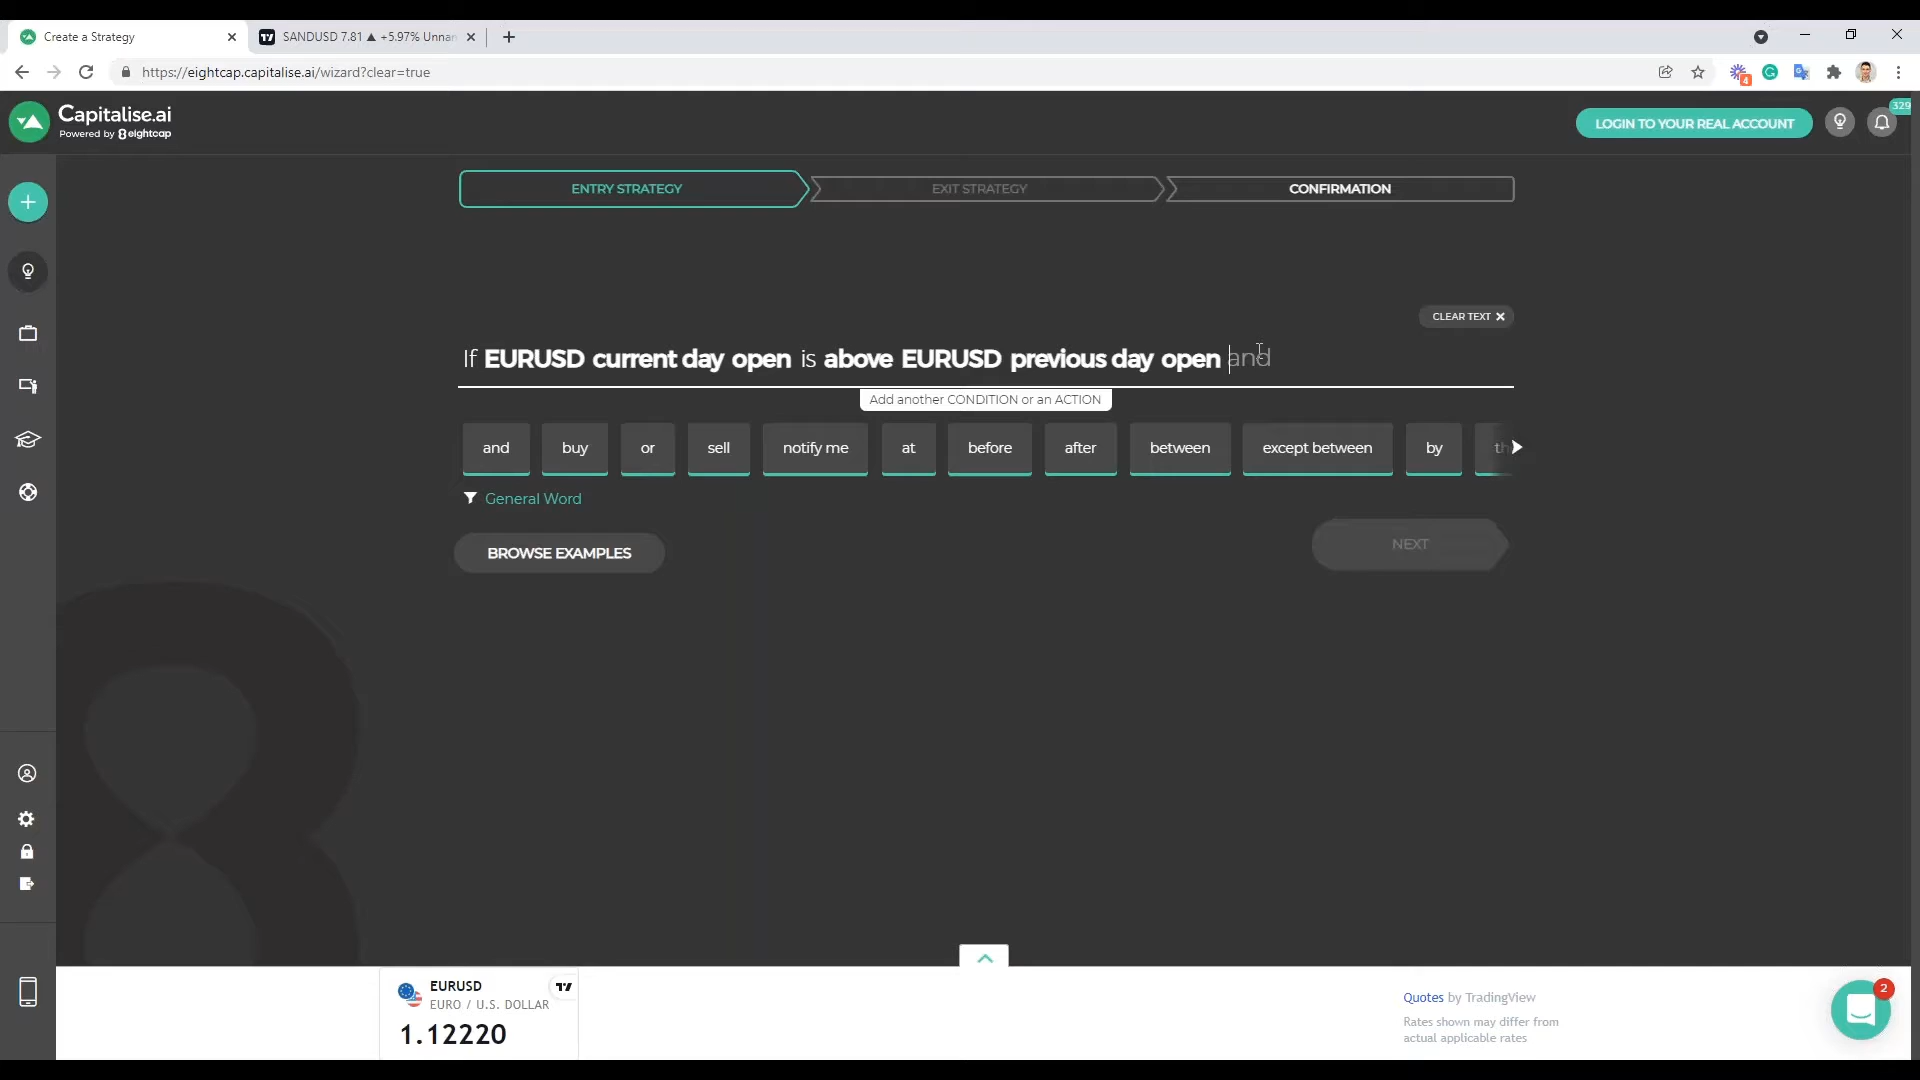 Create a Strategy
SANDUSD 7.81 ▲ +5.97% Unnan
https://eightcap.capitalise.ai/wizard?clear=true
4
Capitalise.ai
Powered by 8eightcap
LOGIN TO YOUR REAL ACCOUNT
329
ENTRY STRATEGY
EXIT STRATEGY
CONFIRMATION
CLEAR TEXT ×
If EURUSD current day open is above EURUSD previous day open and
Add another CONDITION or an ACTION
and buy or sell notify me at before after between except between by th
General Word
BROWSE EXAMPLES
NEXT
EURUSD
EURO / U.S. DOLLAR
1.12220
Quotes by TradingView
Rates shown may differ from
actual applicable rates
2